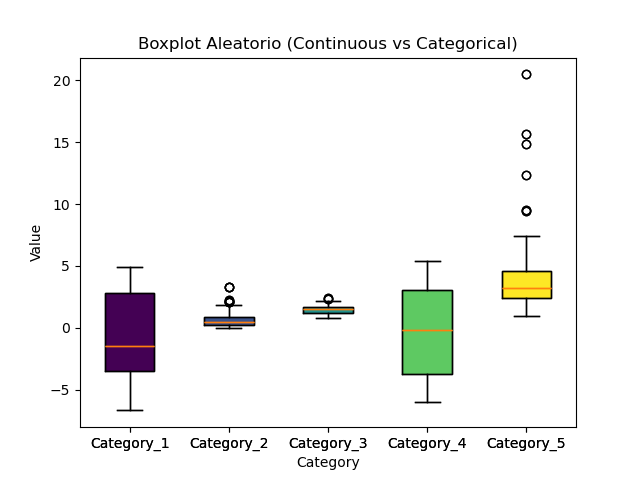 Boxplot Aleatorio (Continuous vs Categorical)
20
15
10
5
0
−5
Value
Category_1 Category_2 Category_3 Category_4 Category_5
Category